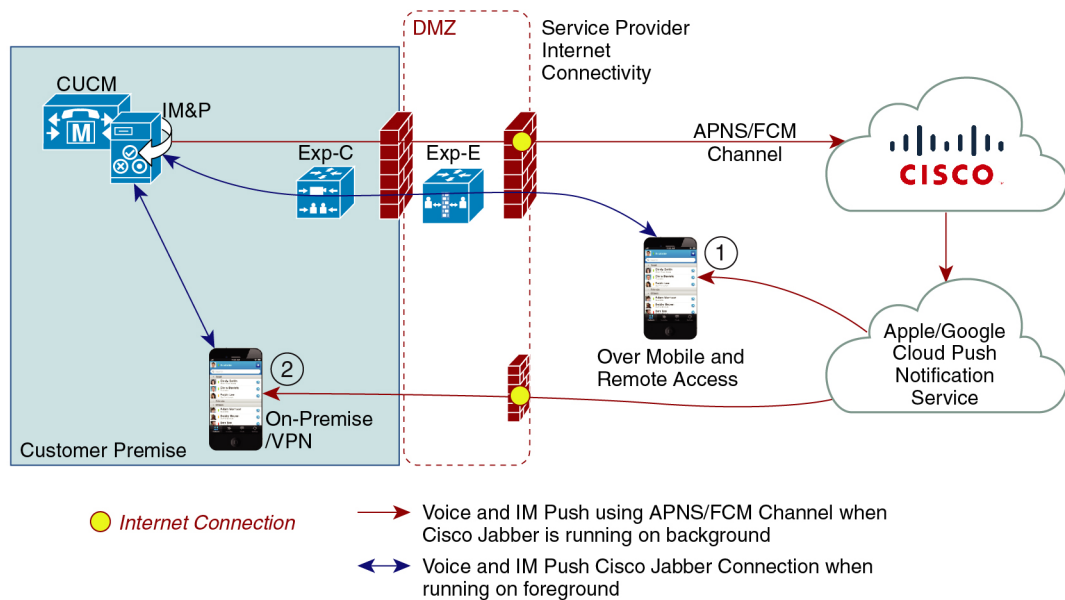 DMZ
Service Provider
Internet
Connectivity
CUCM
IM&P
M
Exp-C
Exp-E
APNS/FCM
Channel
CISCO
1
Over Mobile and
Remote Access
Apple/Google
Cloud Push
Notification
Service
2
On-Premise
/VPN
Customer Premise
Internet Connection
Voice and IM Push using APNS/FCM Channel when
Cisco Jabber is running on background
Voice and IM Push Cisco Jabber Connection when
running on foreground